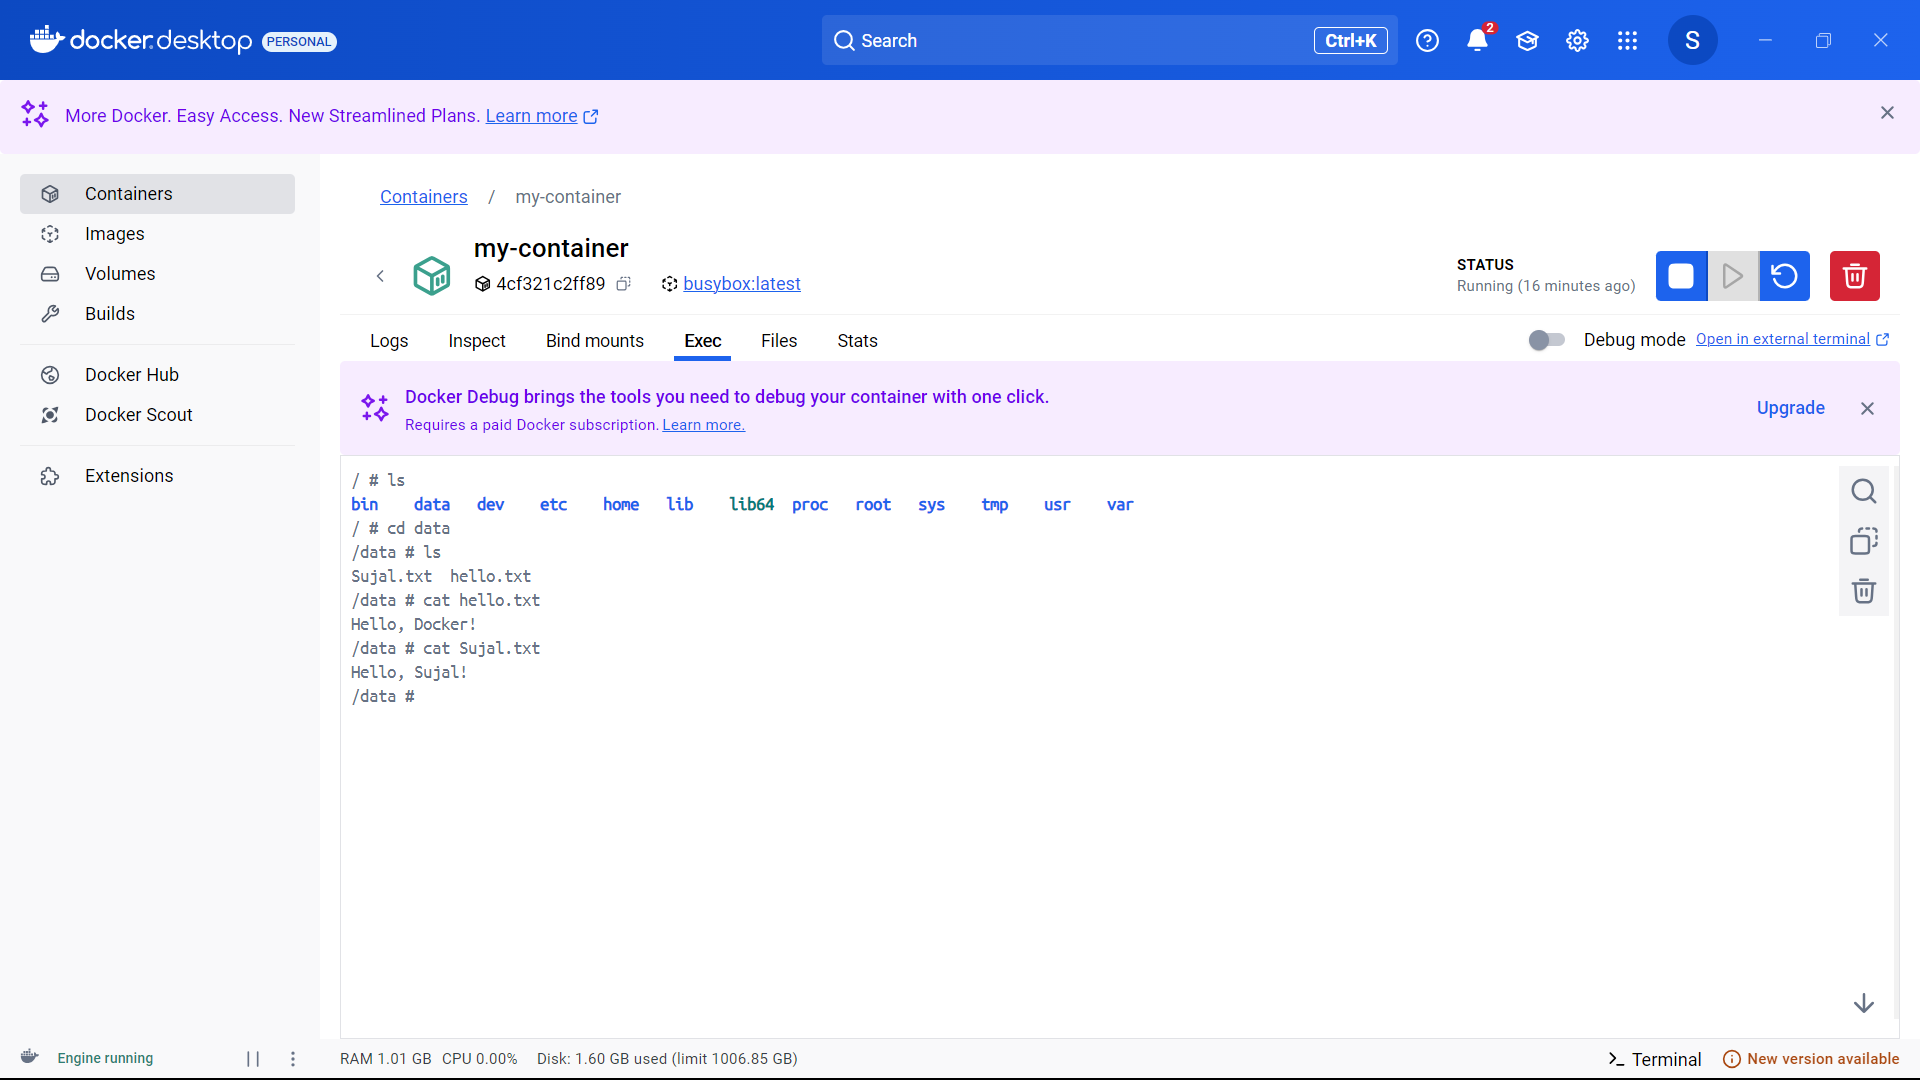 docker.desktop PERSONAL
Search Ctrl+K
2
S
More Docker. Easy Access. New Streamlined Plans. Learn more
Containers
Images
Volumes
Builds
Docker Hub
Docker Scout
Extensions
Containers / my-container
my-container
4cf321c2ff89 busybox:latest
STATUS
Running (16 minutes ago)
Logs Inspect Bind mounts Exec Files Stats
Debug mode Open in external terminal
Docker Debug brings the tools you need to debug your container with one click.
Requires a paid Docker subscription. Learn more.
Upgrade
/ # ls
bin data dev etc home lib lib64 proc root sys tmp usr var
/ # cd data
/data # ls
Sujal.txt hello.txt
/data # cat hello.txt
Hello, Docker!
/data # cat Sujal.txt
Hello, Sujal!
/data #
Engine running
RAM 1.01 GB CPU 0.00% Disk: 1.60 GB used (limit 1006.85 GB)
Terminal
New version available